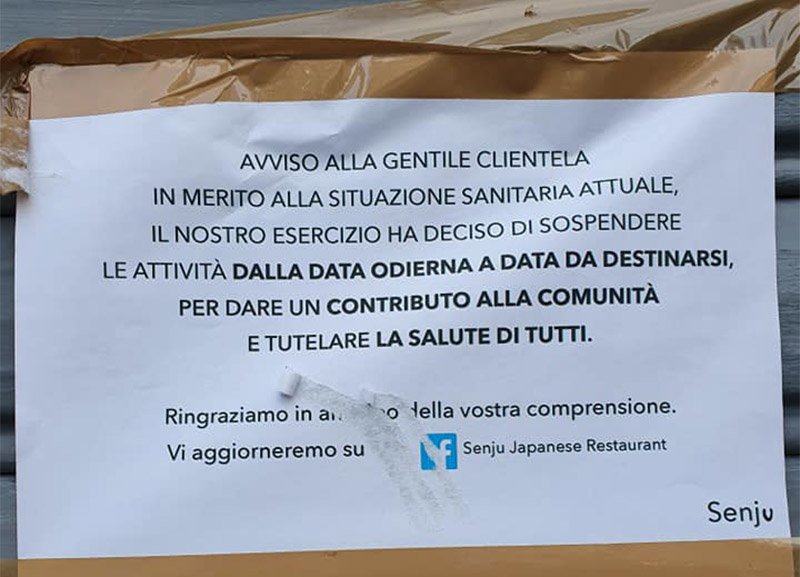 AVVISO ALLA GENTILE CLIENTELA
IN MERITO ALLA SITUAZIONE SANITARIA ATTUALE,
IL NOSTRO ESERCIZIO HA DECISO DI SOSPENDERE
LE ATTIVITÀ DALLA DATA ODIERNA A DATA DA DESTINARSI,
PER DARE UN CONTRIBUTO ALLA COMUNITÀ
E TUTELARE LA SALUTE DI TUTTI.
Ringraziamo in della vostra comprensione.
Vi aggiorneremo su f Senju Japanese Restaurant
Senju